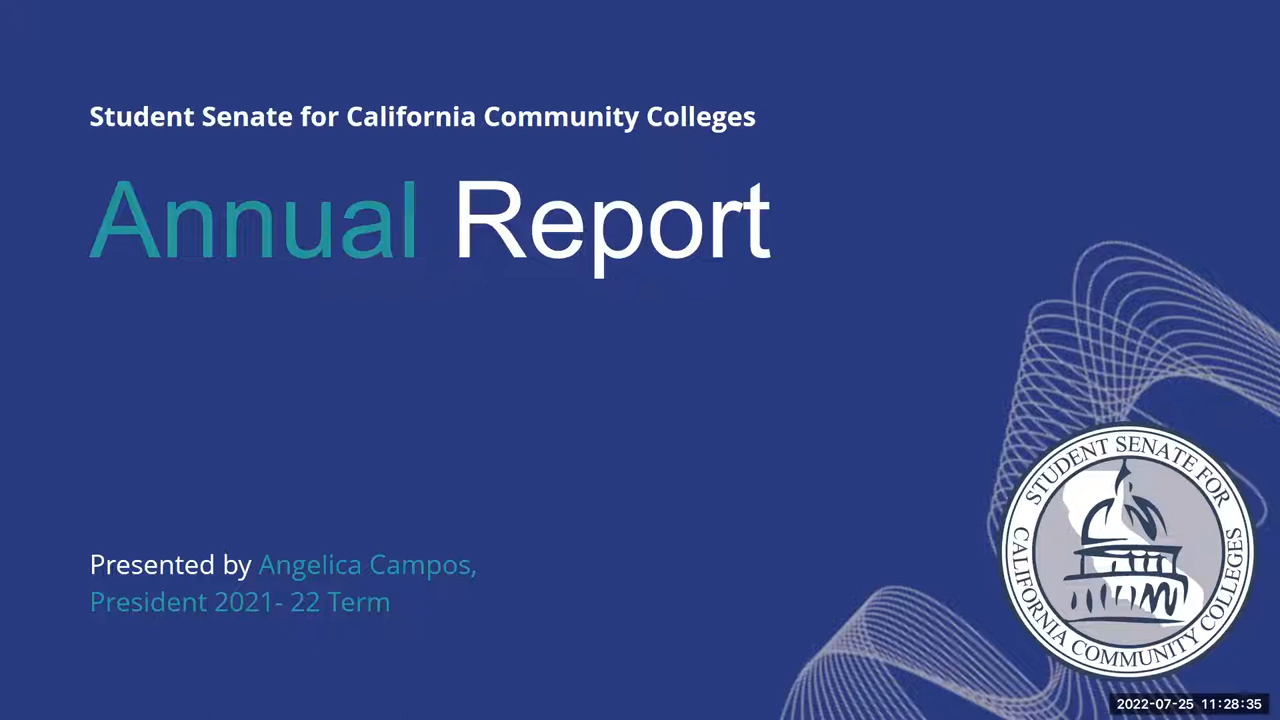 Student Senate for California Community Colleges
Annual Report
Presented by Angelica Campos,
President 2021- 22 Term
STUDENT SENATE FOR
CALIFORNIA COMMUNITY COLLEGES
2022-07-25 11:28:35